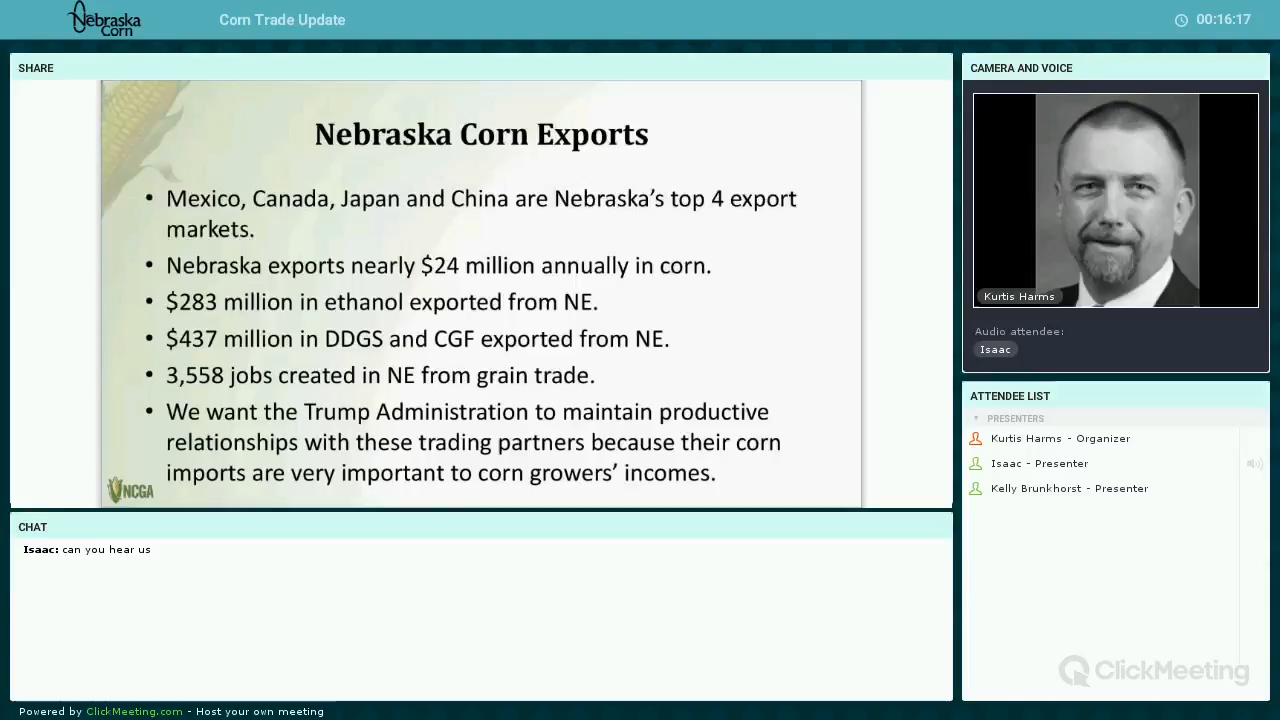 Nebraska
Corn
Corn Trade Update
00:16:17
SHARE
Nebraska Corn Exports
• Mexico, Canada, Japan and China are Nebraska’s top 4 export
markets.
• Nebraska exports nearly $24 million annually in corn.
• $283 million in ethanol exported from NE.
• $437 million in DDGS and CGF exported from NE.
• 3,558 jobs created in NE from grain trade.
• We want the Trump Administration to maintain productive
relationships with these trading partners because their corn
imports are very important to corn growers’ incomes.
NCGA
CHAT
Isaac: can you hear us
CAMERA AND VOICE
Kurtis Harms
Audio attendee:
Isaac
ATTENDEE LIST
PRESENTERS
Kurtis Harms - Organizer
Isaac - Presenter
Kelly Brunkhorst - Presenter
ClickMeeting
Powered by ClickMeeting.com - Host your own meeting